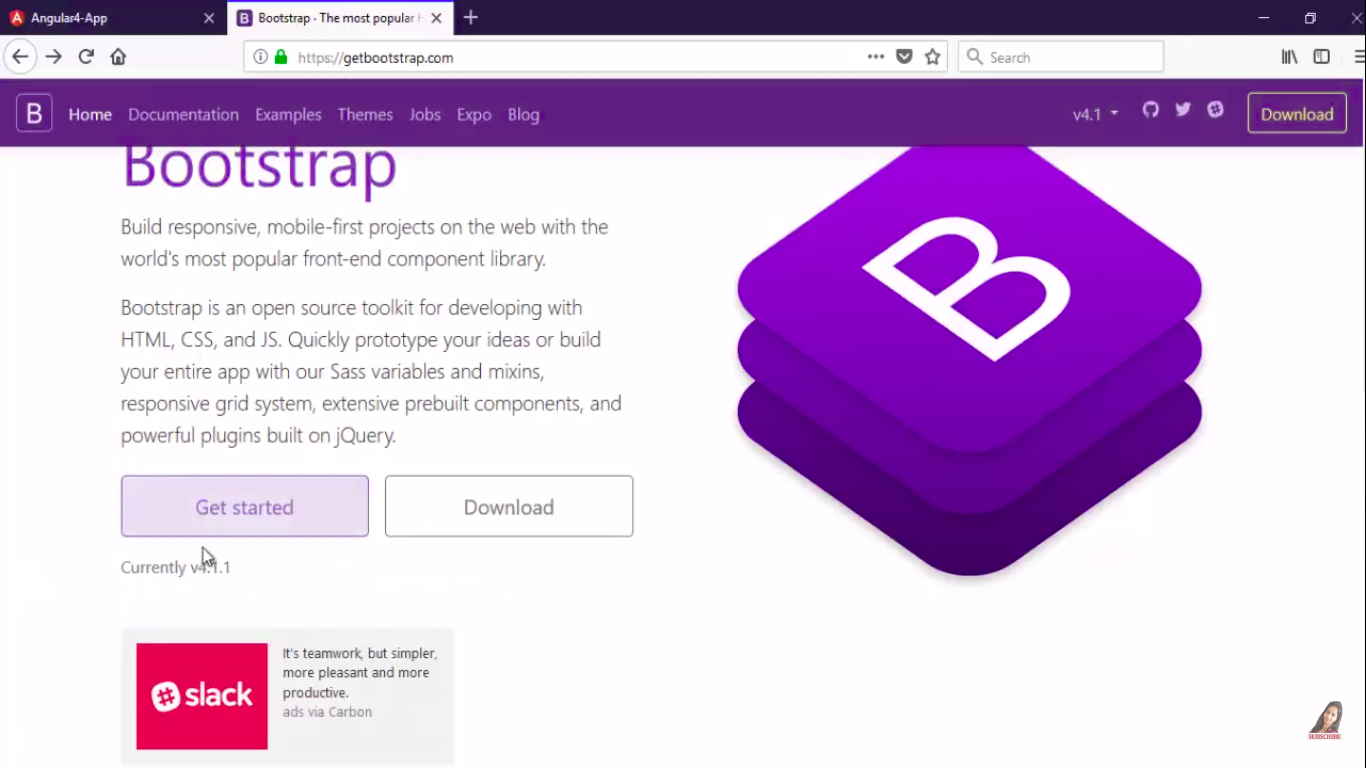 Angular4-App
Bootstrap · The most popular
https://getbootstrap.com
Search
B
Home Documentation Examples Themes Jobs Expo Blog
v4.1
Download
Bootstrap
Build responsive, mobile-first projects on the web with the
world's most popular front-end component library.
Bootstrap is an open source toolkit for developing with
HTML, CSS, and JS. Quickly prototype your ideas or build
your entire app with our Sass variables and mixins,
responsive grid system, extensive prebuilt components, and
powerful plugins built on jQuery.
Get started
Download
Currently v4.1.1
B
slack
It's teamwork, but simpler,
more pleasant and more
productive.
ads via Carbon
SUBSCRIBE